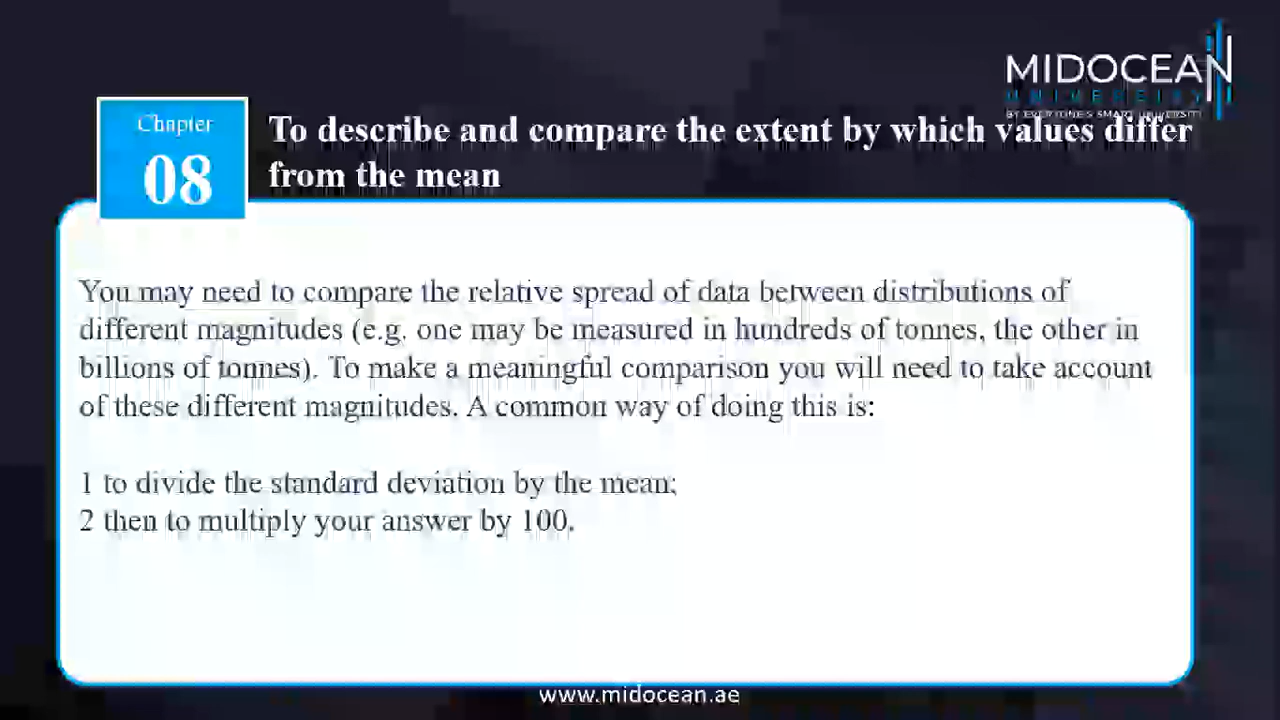 MIDOCEAN
UNIVERSITY
BY EVERYONE'S SMART UNIVERSITY
Chapter
08
To describe and compare the extent by which values differ
from the mean
You may need to compare the relative spread of data between distributions of
different magnitudes (e.g. one may be measured in hundreds of tonnes, the other in
billions of tonnes). To make a meaningful comparison you will need to take account
of these different magnitudes. A common way of doing this is:
1 to divide the standard deviation by the mean;
2 then to multiply your answer by 100.
www.midocean.ae